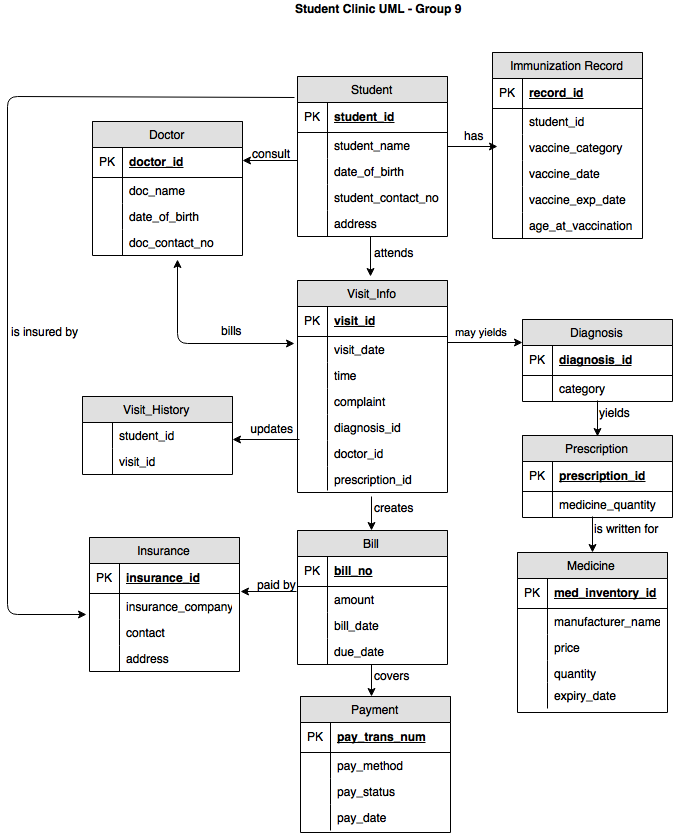 Student Clinic UML - Group 9
Immunization Record
PK record_id
student_id
vaccine_category
vaccine_date
vaccine_exp_date
age_at_vaccination
Student
PK student_id
student_name
date_of_birth
student_contact_no
address
has
Doctor
PK doctor_id
doc_name
date_of_birth
doc_contact_no
consult
attends
is insured by
bills
Visit_Info
PK visit_id
visit_date
time
complaint
diagnosis_id
doctor_id
prescription_id
may yields
Diagnosis
PK diagnosis_id
category
yields
Visit_History
student_id
visit_id
updates
Prescription
PK prescription_id
medicine_quantity
creates
is written for
Insurance
PK insurance_id
insurance_company
contact
address
paid by
Bill
PK bill_no
amount
bill_date
due_date
Medicine
PK med_inventory_id
manufacturer_name
price
quantity
expiry_date
covers
Payment
PK pay_trans_num
pay_method
pay_status
pay_date